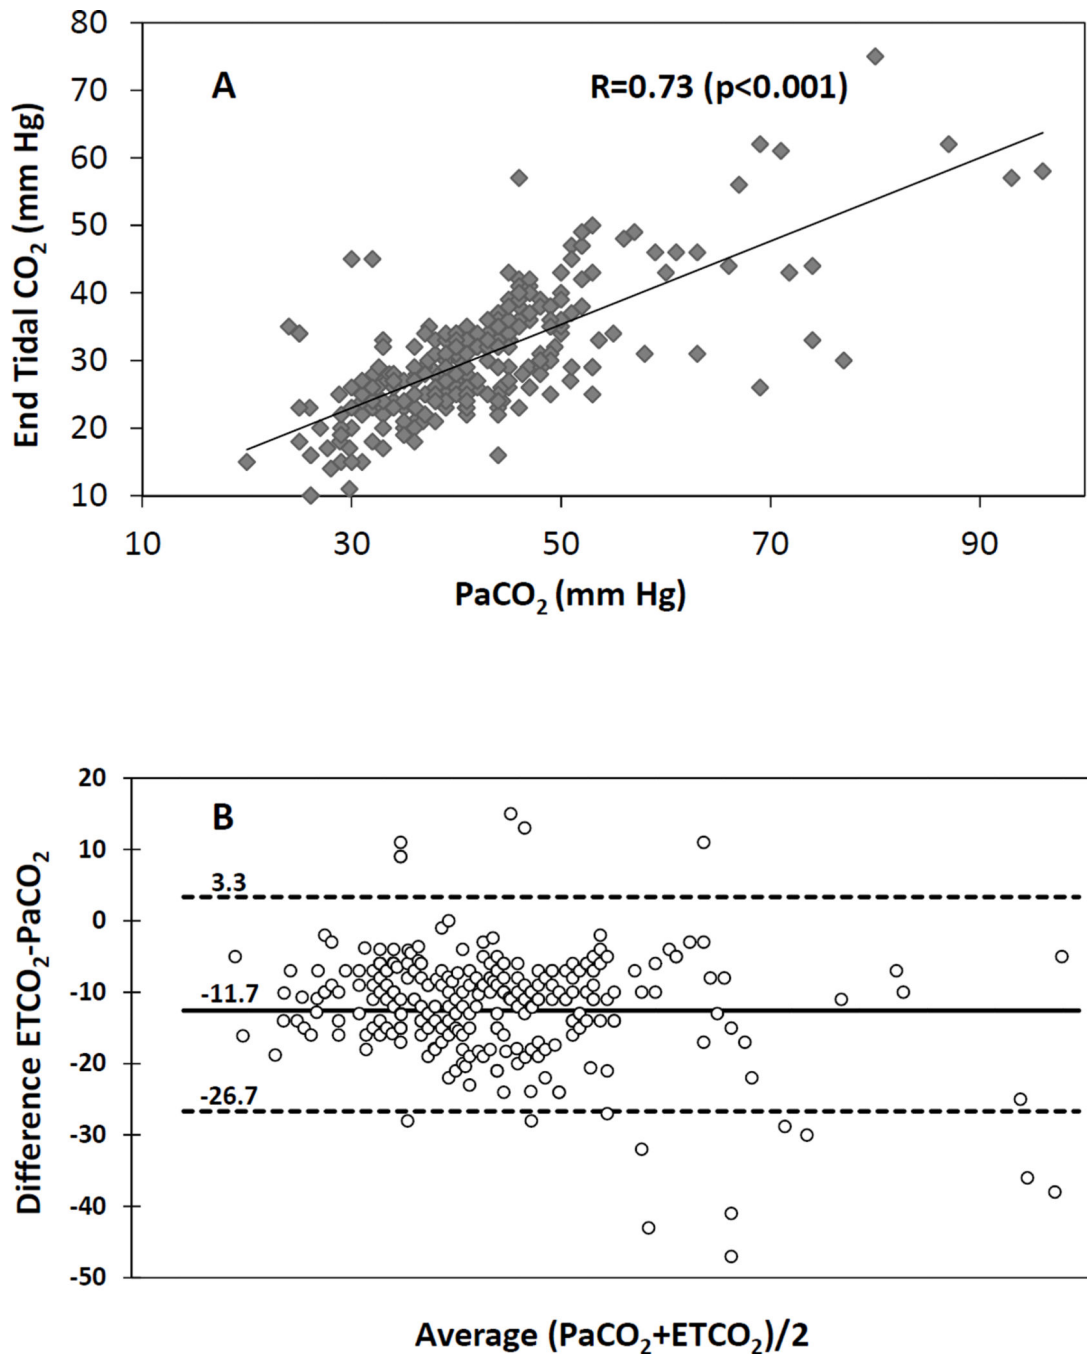 80
A
R=0.73 (p<0.001)
70
60
50
40
30
20
10
End Tidal CO₂ (mm Hg)
10 30 50 70 90
PaCO₂ (mm Hg)
20
B
10
3.3
0
-10
-11.7
-20
-26.7
-30
-40
-50
Difference ETCO₂-PaCO₂
Average (PaCO₂+ETCO₂)/2